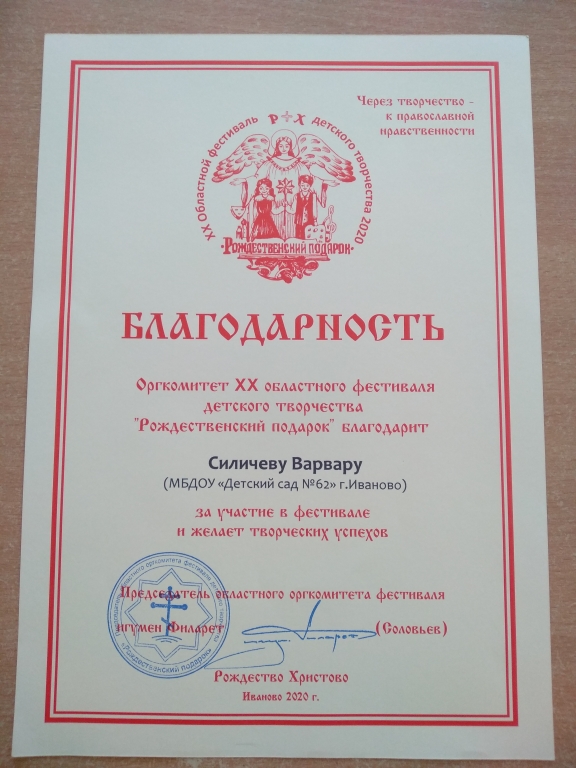 Через творчество -
к православной
нравственности
XX Областной фестиваль Р Х детского творчества 2020
·Рождественский подарок·
Благодарность
Оргкомитет XX областного фестиваля
детского творчества
"Рождественский подарок" благодарит
Силичеву Варвару
(МБДОУ «Детский сад №62» г.Иваново)
за участие в фестивале
и желает творческих успехов
Председатель областного оргкомитета фестиваля
игумен Филарет (Соловьев)
«Рождественский подарок»
Рождество Христово
Иваново 2020 г.